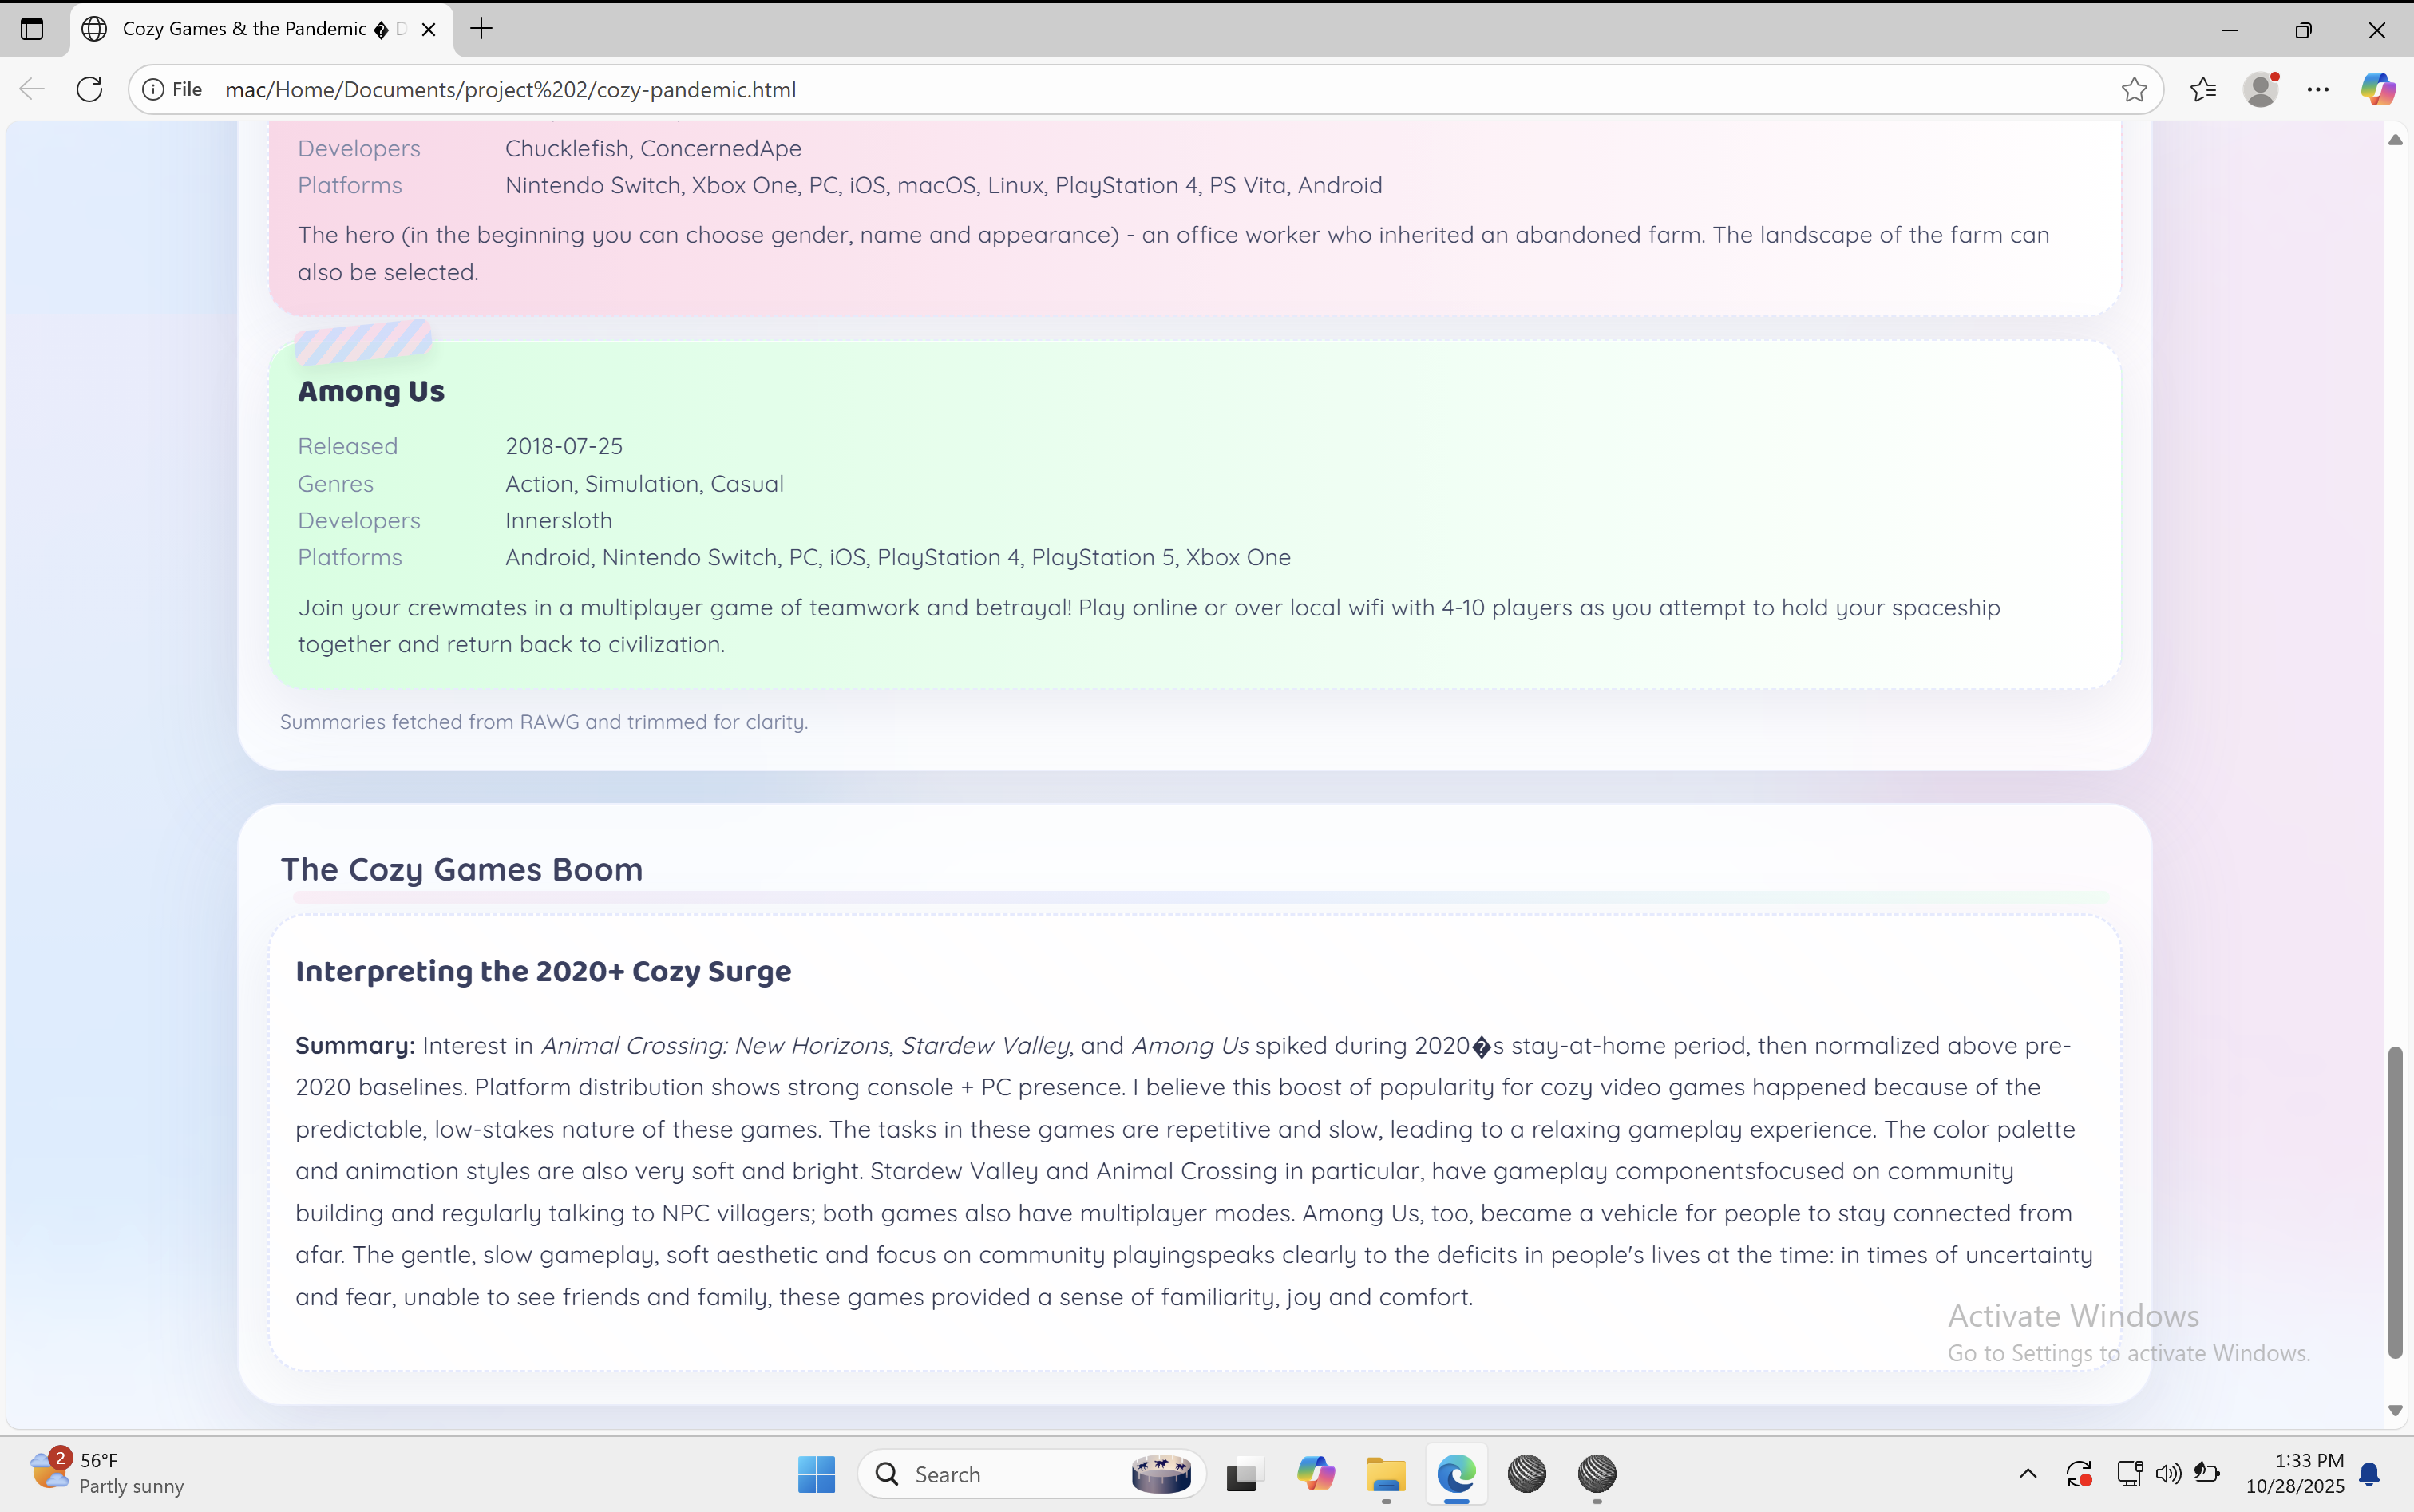 Cozy Games & the Pandemic � D
File mac/Home/Documents/project%202/cozy-pandemic.html
Developers Chucklefish, ConcernedApe
Platforms Nintendo Switch, Xbox One, PC, iOS, macOS, Linux, PlayStation 4, PS Vita, Android
The hero (in the beginning you can choose gender, name and appearance) - an office worker who inherited an abandoned farm. The landscape of the farm can
also be selected.
Among Us
Released 2018-07-25
Genres Action, Simulation, Casual
Developers Innersloth
Platforms Android, Nintendo Switch, PC, iOS, PlayStation 4, PlayStation 5, Xbox One
Join your crewmates in a multiplayer game of teamwork and betrayal! Play online or over local wifi with 4-10 players as you attempt to hold your spaceship
together and return back to civilization.
Summaries fetched from RAWG and trimmed for clarity.
The Cozy Games Boom
Interpreting the 2020+ Cozy Surge
Summary: Interest in Animal Crossing: New Horizons, Stardew Valley, and Among Us spiked during 2020�s stay-at-home period, then normalized above pre-
2020 baselines. Platform distribution shows strong console + PC presence. I believe this boost of popularity for cozy video games happened because of the
predictable, low-stakes nature of these games. The tasks in these games are repetitive and slow, leading to a relaxing gameplay experience. The color palette
and animation styles are also very soft and bright. Stardew Valley and Animal Crossing in particular, have gameplay componentsfocused on community
building and regularly talking to NPC villagers; both games also have multiplayer modes. Among Us, too, became a vehicle for people to stay connected from
afar. The gentle, slow gameplay, soft aesthetic and focus on community playingspeaks clearly to the deficits in people's lives at the time: in times of uncertainty
and fear, unable to see friends and family, these games provided a sense of familiarity, joy and comfort.
Activate Windows
Go to Settings to activate Windows.
2
56°F
Partly sunny
Search
1:33 PM
10/28/2025